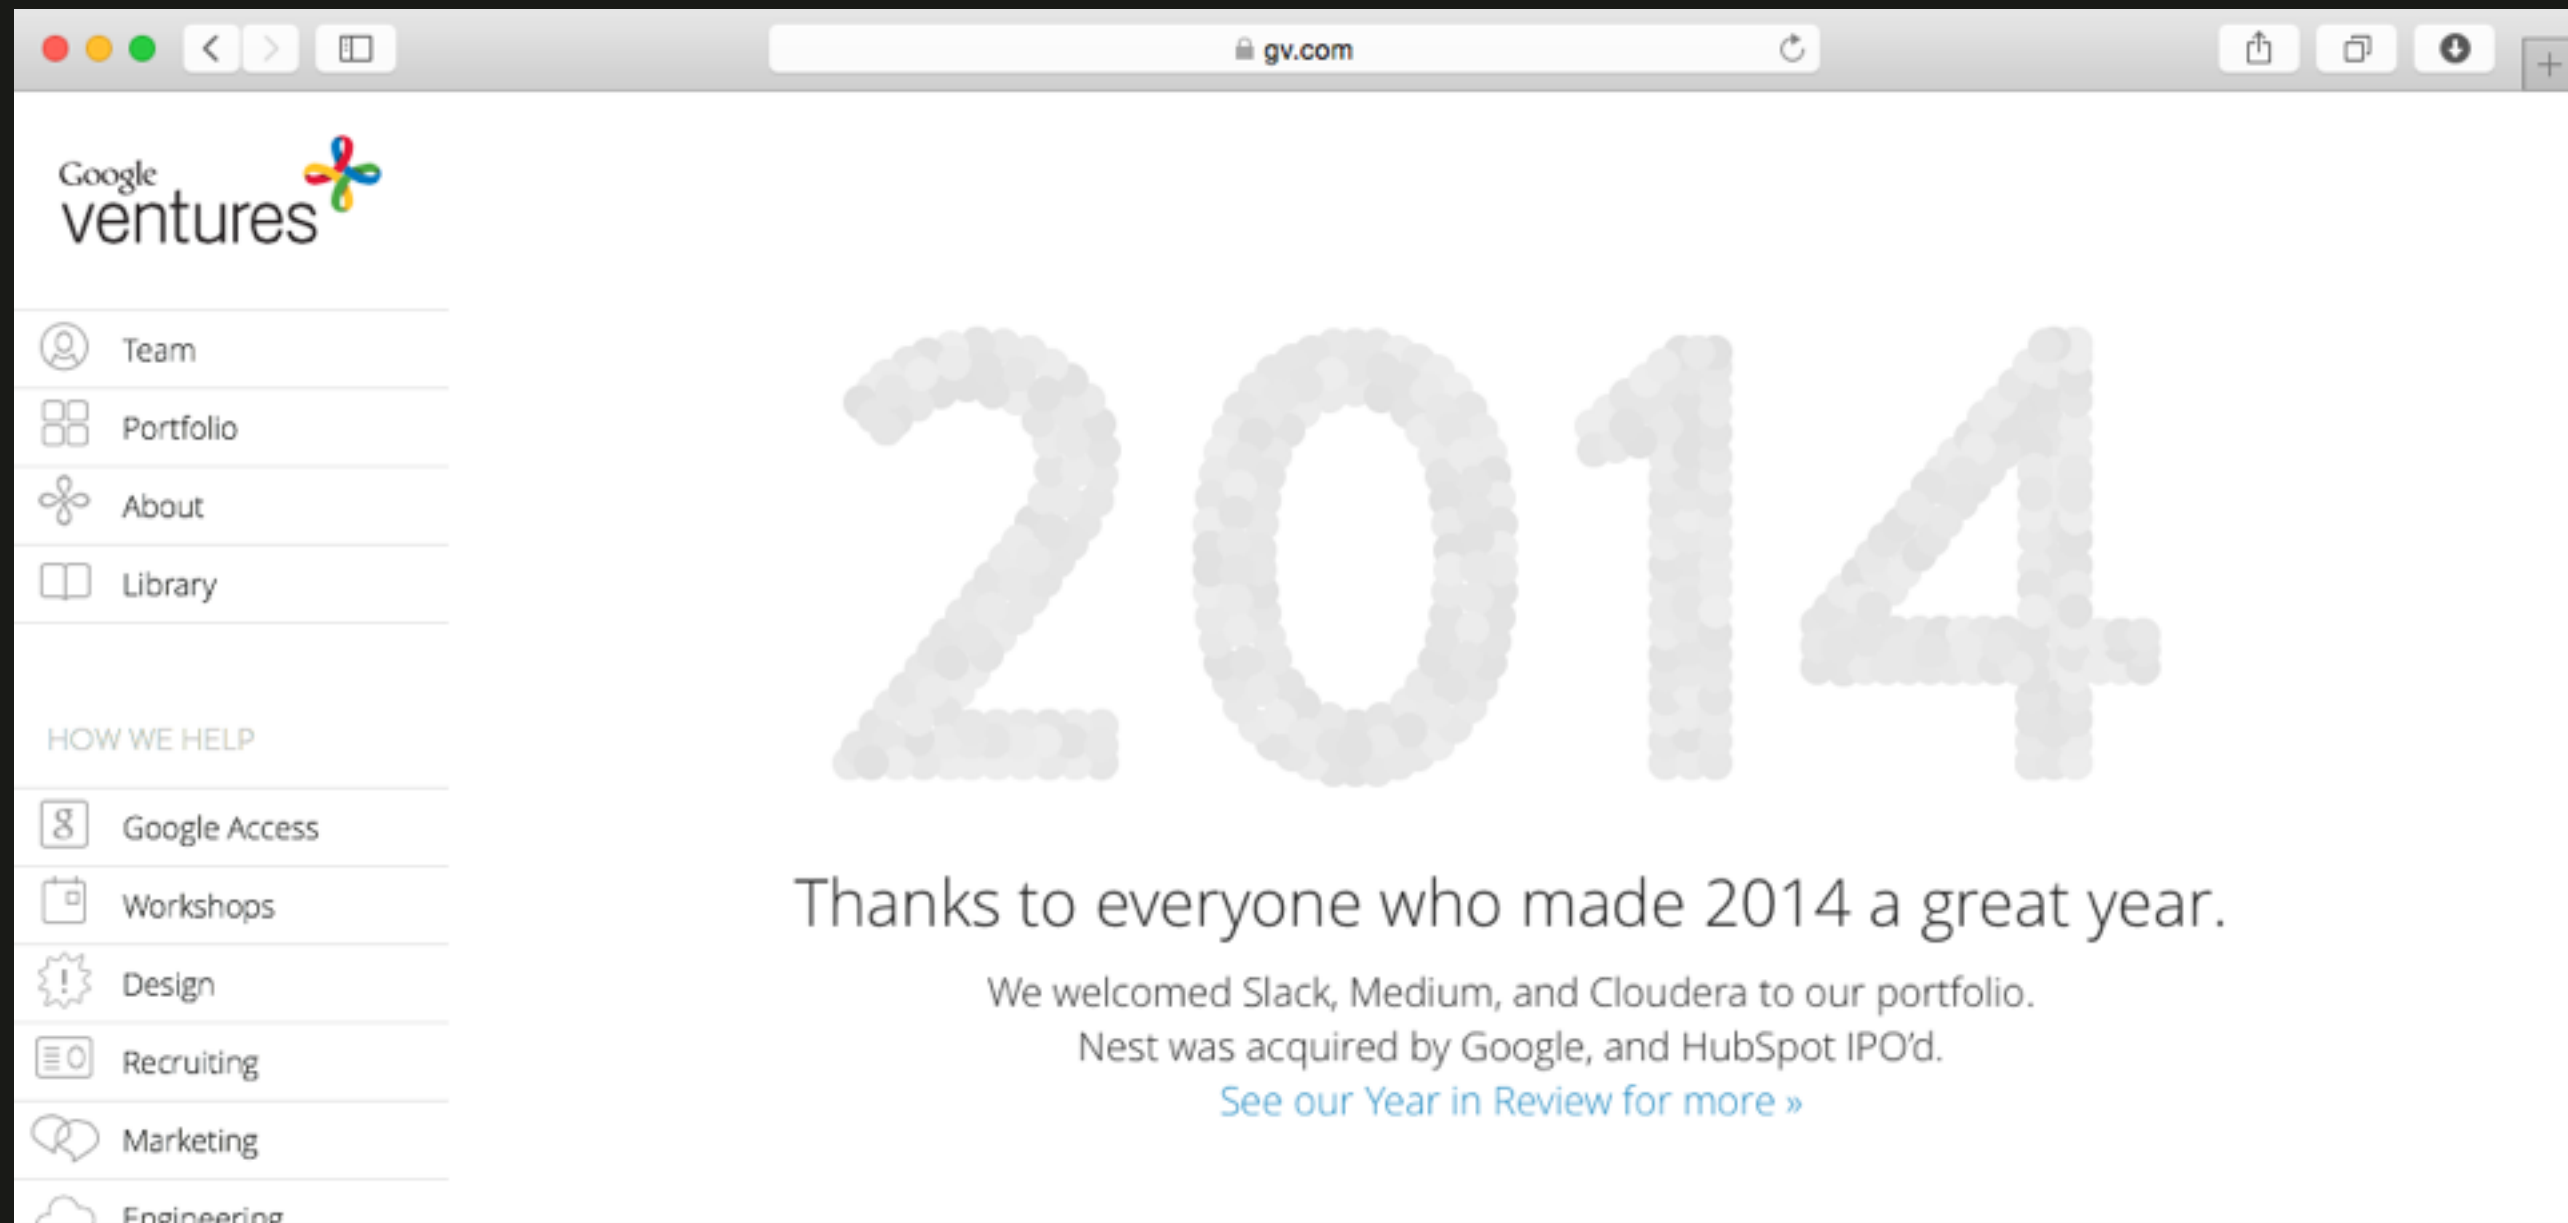 gv.com
Google
ventures
Team
Portfolio
About
Library
HOW WE HELP
g
Google Access
Workshops
!
Design
Recruiting
Marketing
Engineering
2014
Thanks to everyone who made 2014 a great year.
We welcomed Slack, Medium, and Cloudera to our portfolio.
Nest was acquired by Google, and HubSpot IPO'd.
See our Year in Review for more »